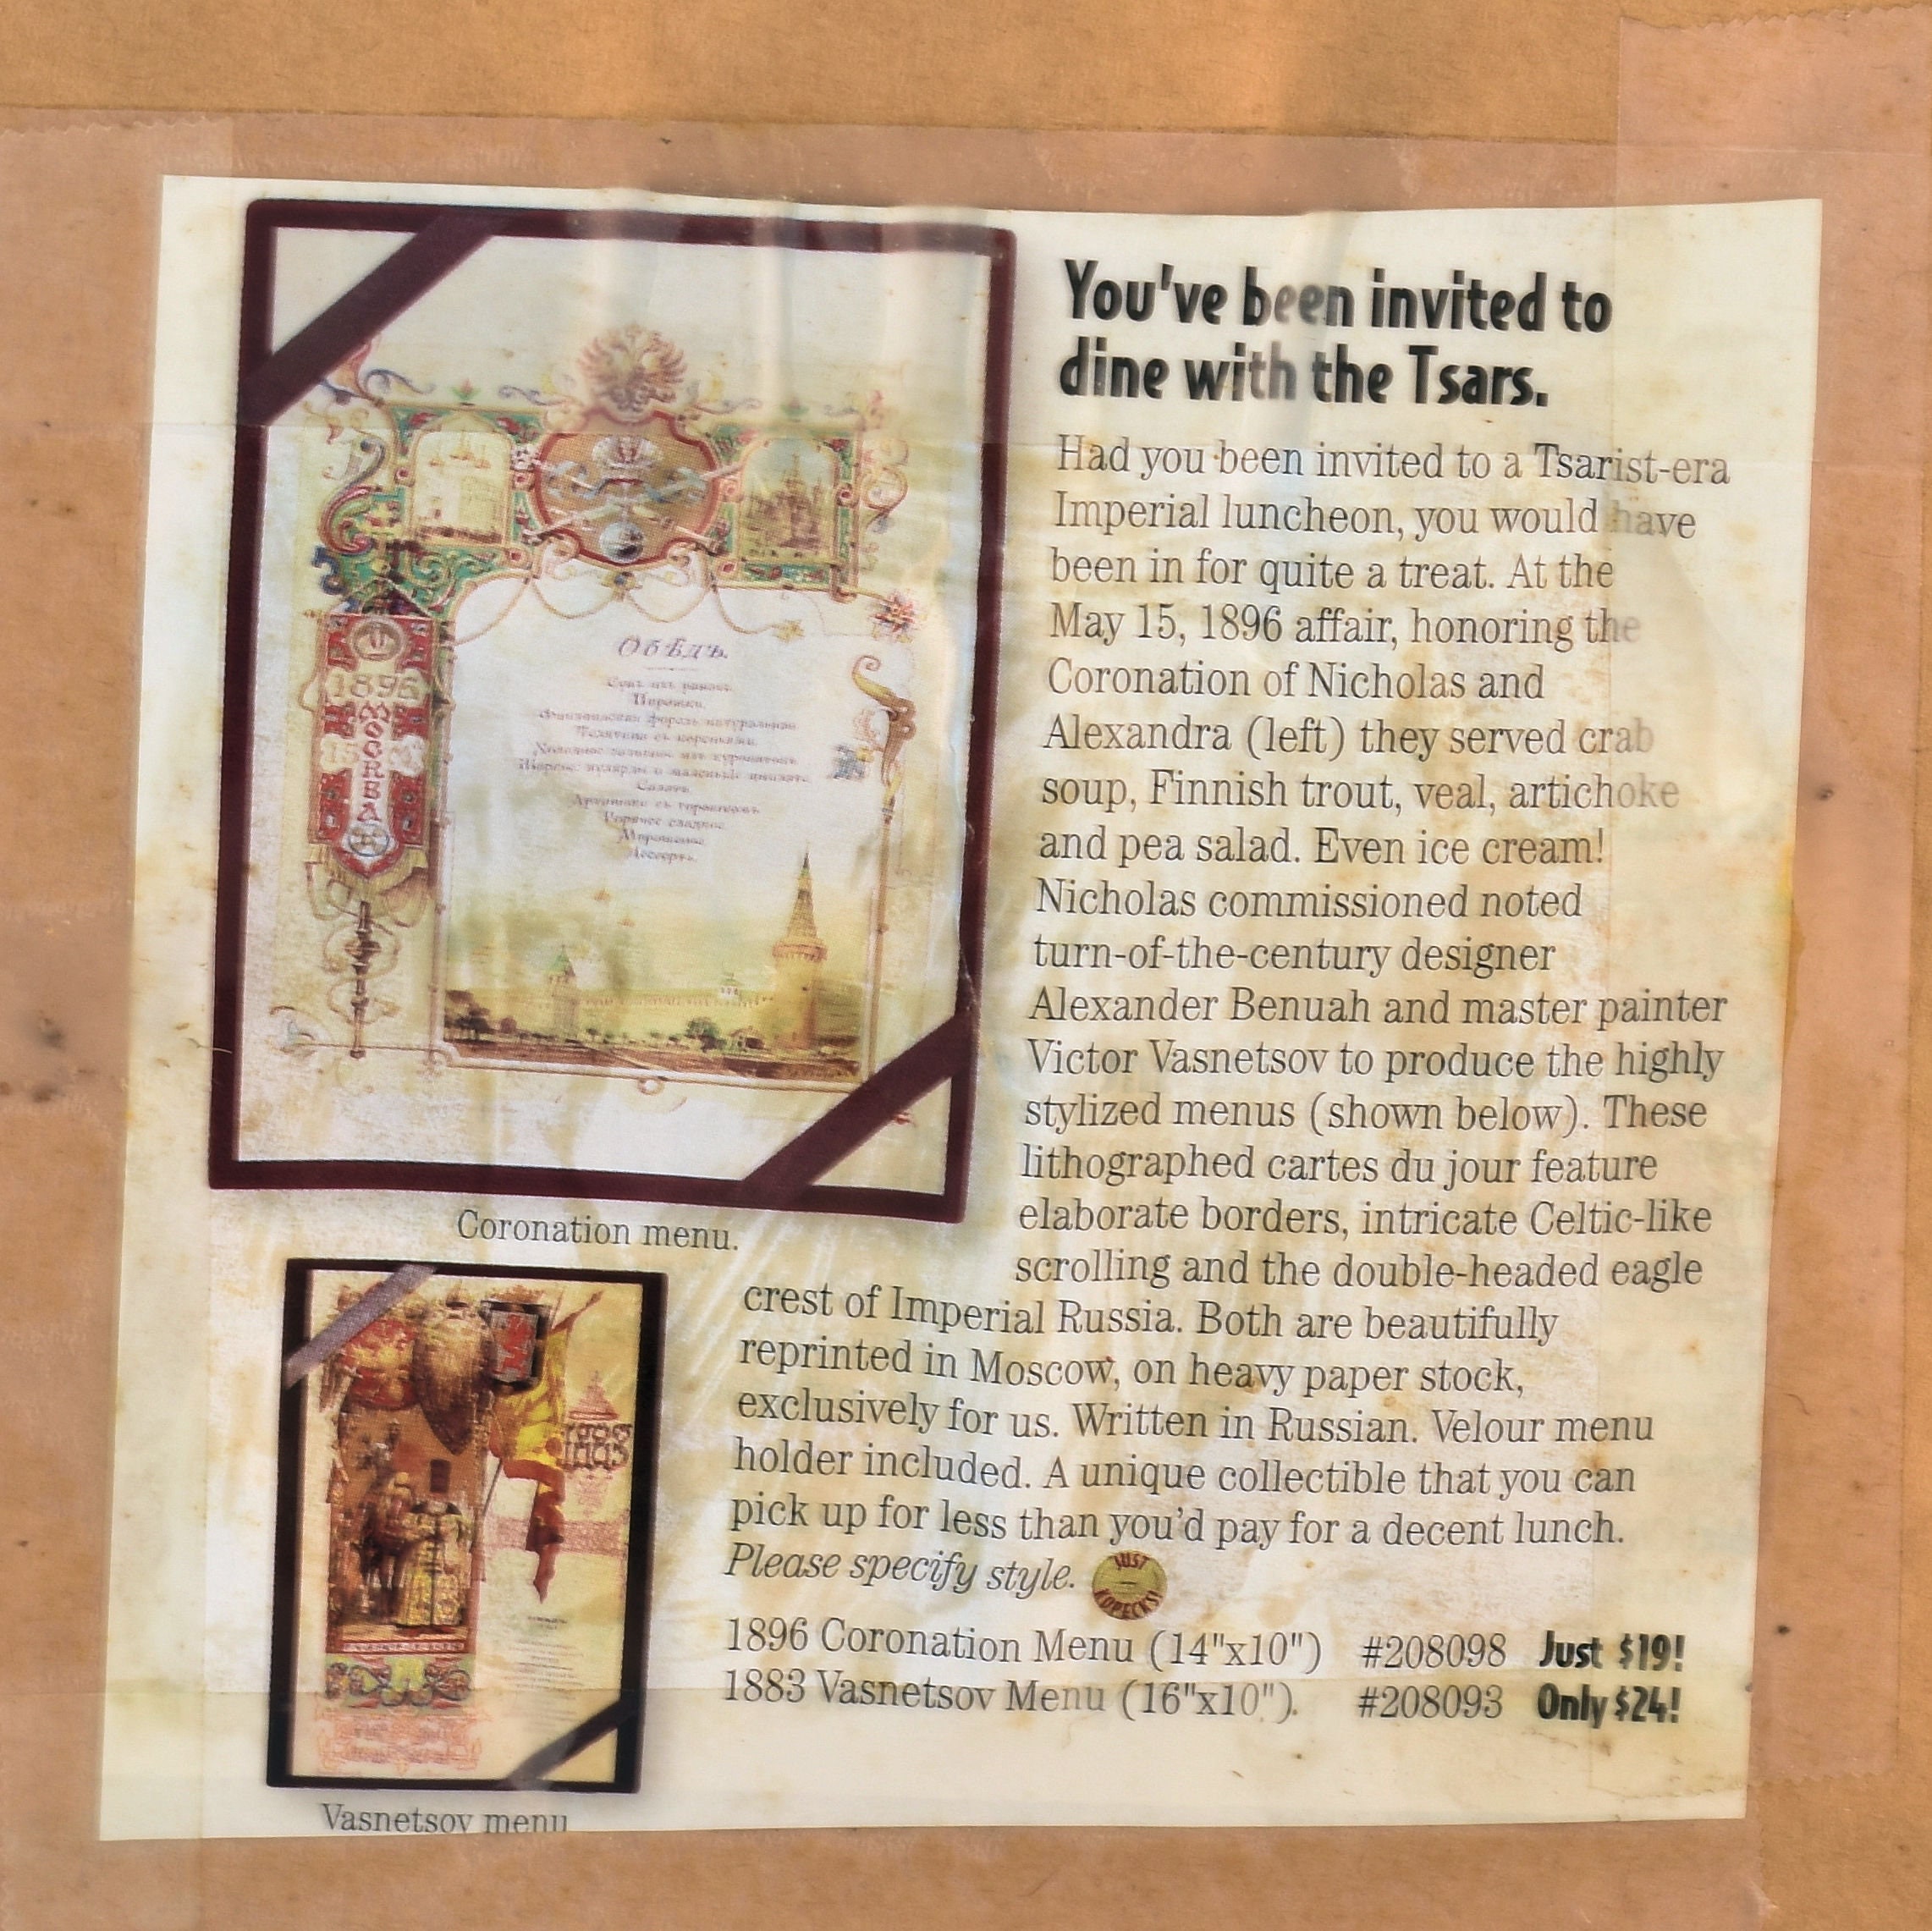 You've been invited to
dine with the Tsars.
Had you been invited to a Tsarist-era
Imperial luncheon, you would have
been in for quite a treat. At the
May 15, 1896 affair, honoring the
Coronation of Nicholas and
Alexandra (left) they served crab
soup, Finnish trout, veal, artichoke
and pea salad. Even ice cream!
Nicholas commissioned noted
turn-of-the-century designer
Alexander Benuah and master painter
Victor Vasnetsov to produce the highly
stylized menus (shown below). These
lithographed cartes du jour feature
elaborate borders, intricate Celtic-like
scrolling and the double-headed eagle
crest of Imperial Russia. Both are beautifully
reprinted in Moscow, on heavy paper stock,
exclusively for us. Written in Russian. Velour menu
holder included. A unique collectible that you can
pick up for less than you'd pay for a decent lunch.
Please specify style.
JUST
KOPECKS!
1896 Coronation Menu (14"x10") #208098 Just $19!
1883 Vasnetsov Menu (16"x10"). #208093 Only $24!
Обѣдъ.
Пирожки.
1896
МОСКВА
Coronation menu.
1883
Vasnetsov menu